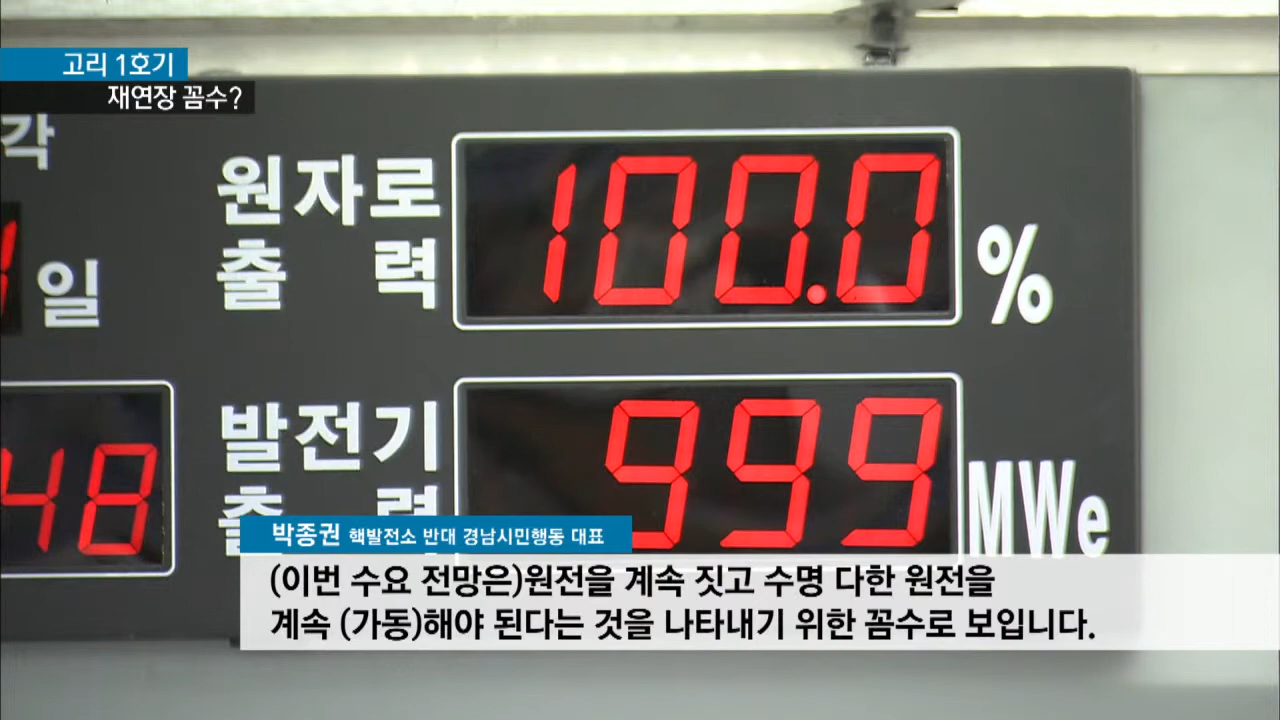 고리 1호기
재연장 꼼수?
각
일
48
원자로
출 력
100.0
%
발전기
출 력
999
MWe
박종권 핵발전소 반대 경남시민행동 대표
(이번 수요 전망은)원전을 계속 짓고 수명 다한 원전을
계속 (가동)해야 된다는 것을 나타내기 위한 꼼수로 보입니다.